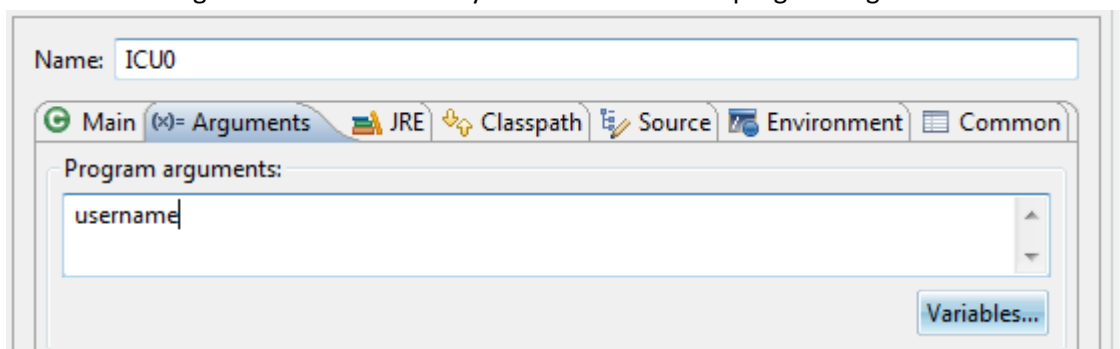 Name: ICU0
Main (x)= Arguments JRE Classpath Source Environment Common
Program arguments:
username
Variables...